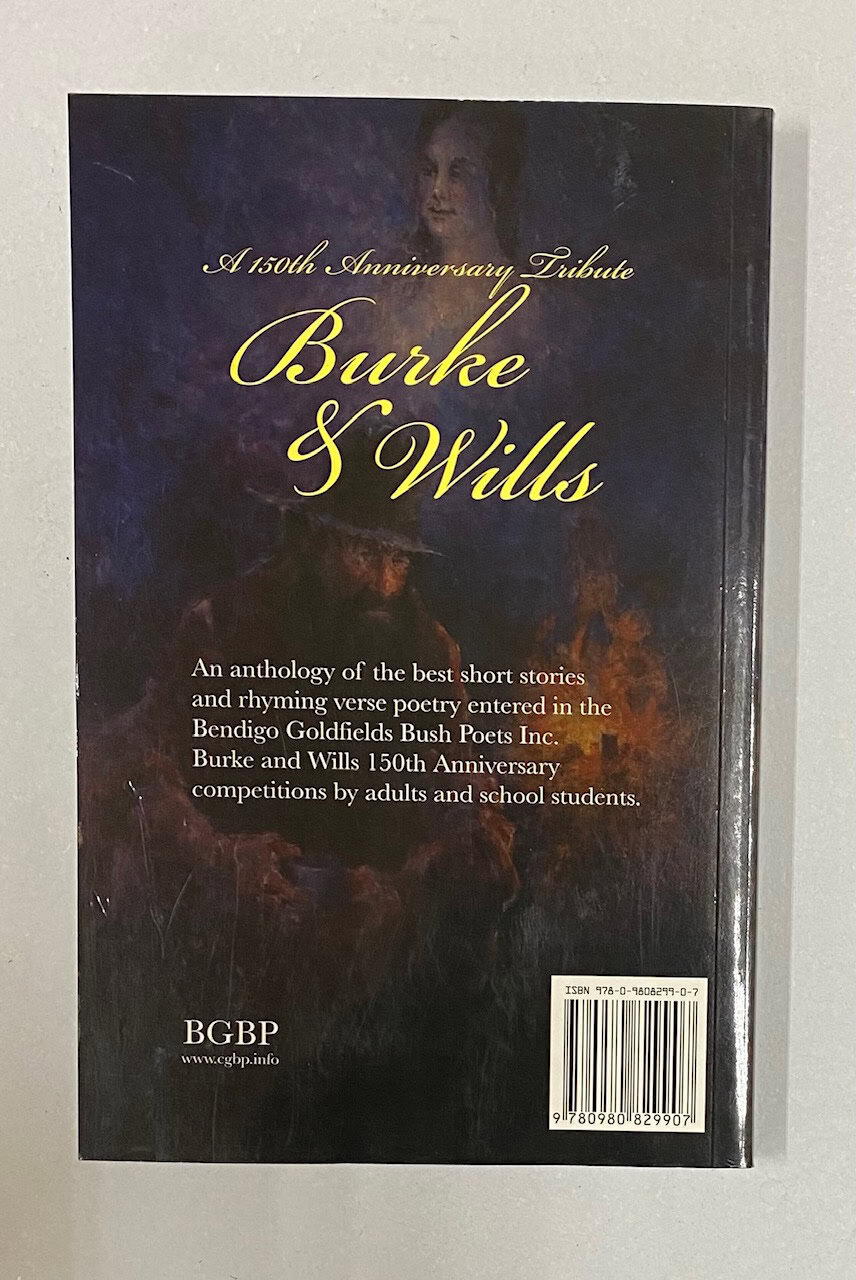 A 150th Anniversary Tribute
Burke
& Wills
An anthology of the best short stories
and rhyming verse poetry entered in the
Bendigo Goldfields Bush Poets Inc.
Burke and Wills 150th Anniversary
competitions by adults and school students.
BGBP
www.cgbp.info
ISBN 978-0-9808299-0-7
9 780980 829907